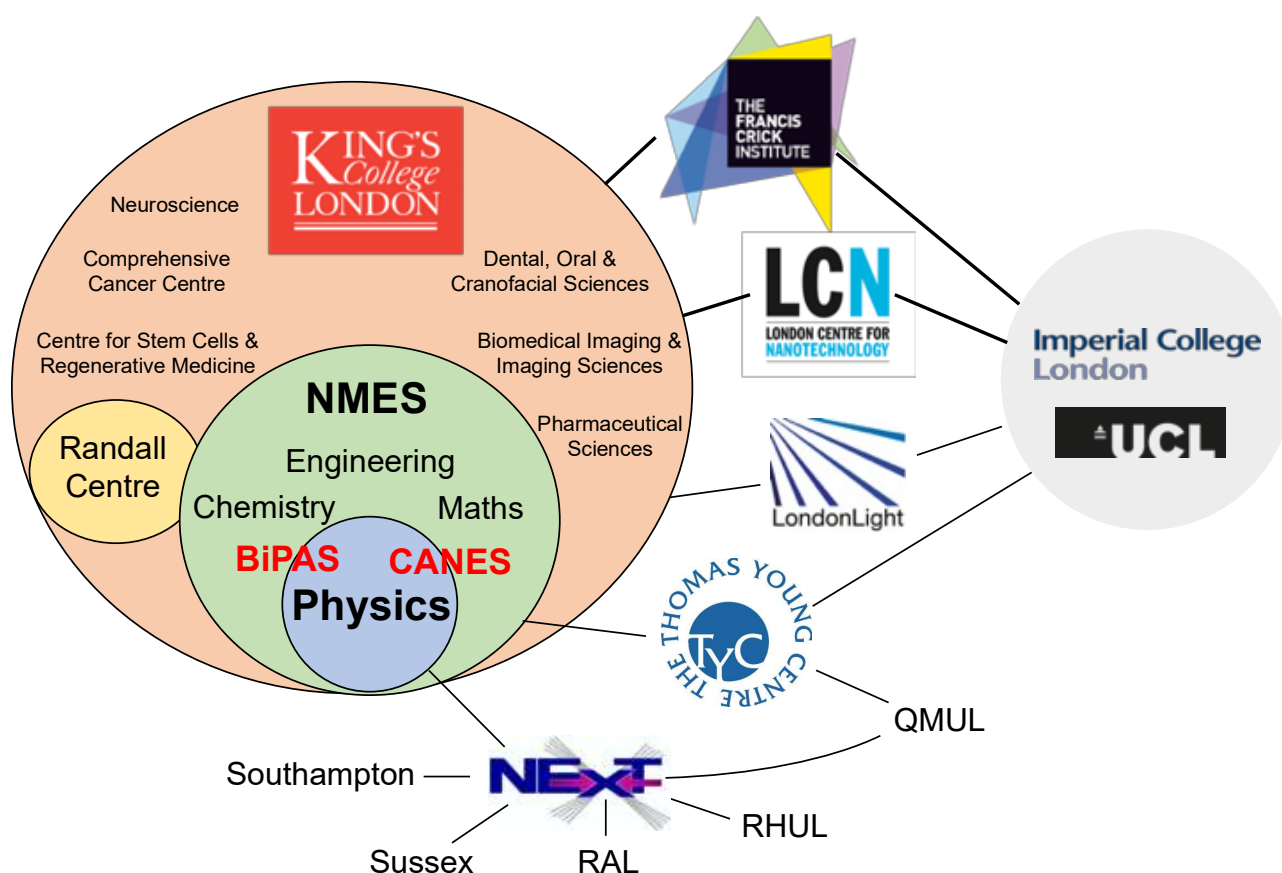 KING'S
College
LONDON
THE
FRANCIS
CRICK
INSTITUTE
Neuroscience
Comprehensive
Cancer Centre
Dental, Oral &
Cranofacial Sciences
LCN
LONDON CENTRE FOR
NANOTECHNOLOGY
Centre for Stem Cells &
Regenerative Medicine
Biomedical Imaging &
Imaging Sciences
Imperial College
London
NMES
Pharmaceutical
Sciences
UCL
Randall
Centre
Engineering
Chemistry
Maths
LondonLight
BiPAS
CANES
Physics
THE THOMAS YOUNG CENTRE
TYC
QMUL
Southampton
NExT
RHUL
Sussex
RAL